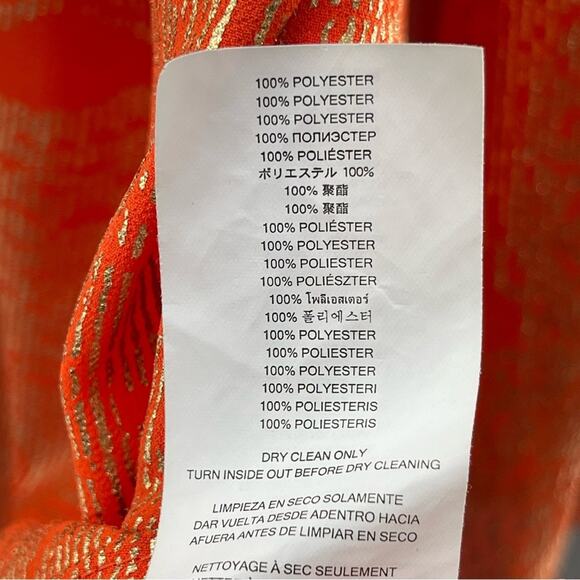 100% POLYESTER
100% POLYESTER
100% POLYESTER
100% ПОЛИЭСТЕР
100% POLIÉSTER
ポリエステル 100%
100% 聚酯
100% 聚酯
100% POLIÉSTER
100% POLYESTER
100% POLIESTER
100% POLIÉSZTER
100% โพลีเอสเตอร์
100% 폴리에스터
100% POLYESTER
100% POLIESTER
100% POLYESTER
100% POLYESTERI
100% POLIESTERIS
100% POLIESTERIS
DRY CLEAN ONLY
TURN INSIDE OUT BEFORE DRY CLEANING
LIMPIEZA EN SECO SOLAMENTE
DAR VUELTA DESDE ADENTRO HACIA
AFUERA ANTES DE LIMPIAR EN SECO
NETTOYAGE À SEC SEULEMENT